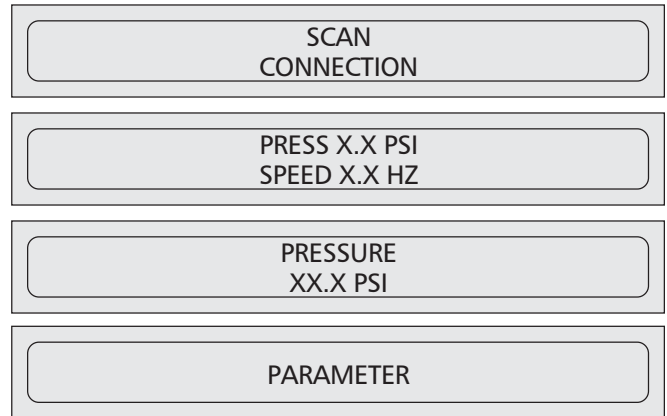 SCAN
CONNECTION
PRESS X.X PSI
SPEED X.X HZ
PRESSURE
XX.X PSI
PARAMETER